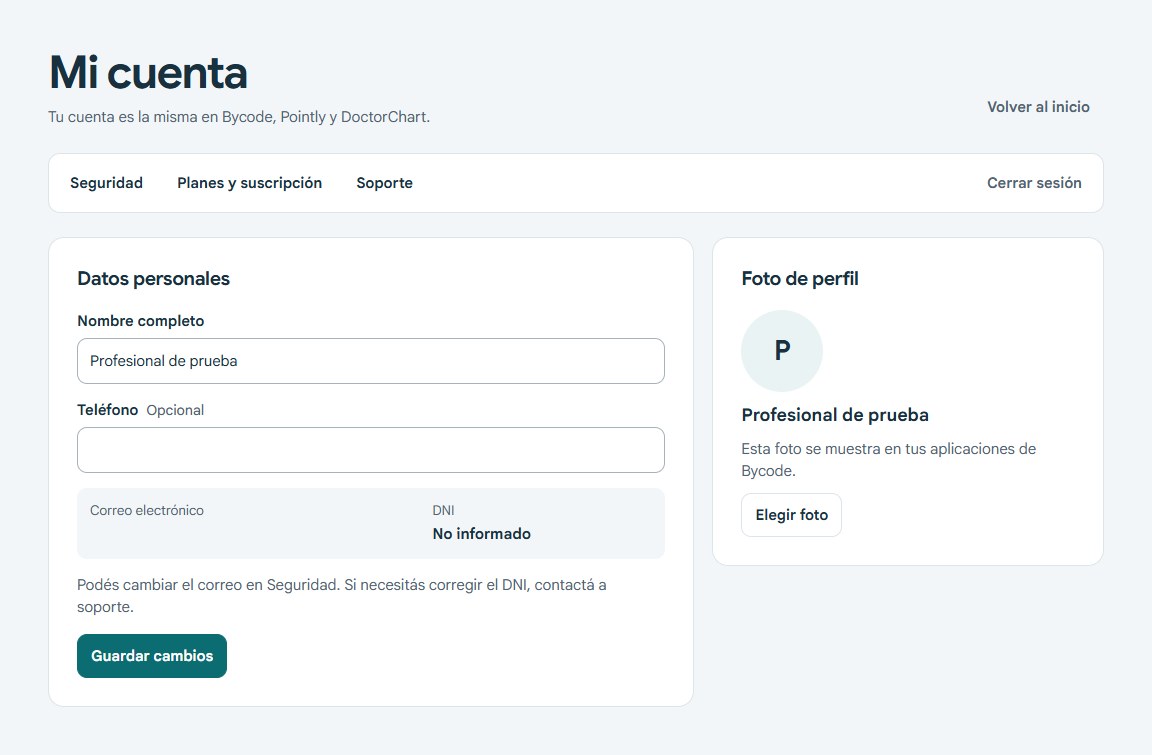 Mi cuenta
Tu cuenta es la misma en Bycode, Pointly y DoctorChart.
Volver al inicio
Seguridad
Planes y suscripción
Soporte
Cerrar sesión
Datos personales
Nombre completo
Profesional de prueba
Teléfono Opcional
Correo electrónico
DNI
No informado
Podés cambiar el correo en Seguridad. Si necesitás corregir el DNI, contactá a
soporte.
Guardar cambios
Foto de perfil
P
Profesional de prueba
Esta foto se muestra en tus aplicaciones de
Bycode.
Elegir foto